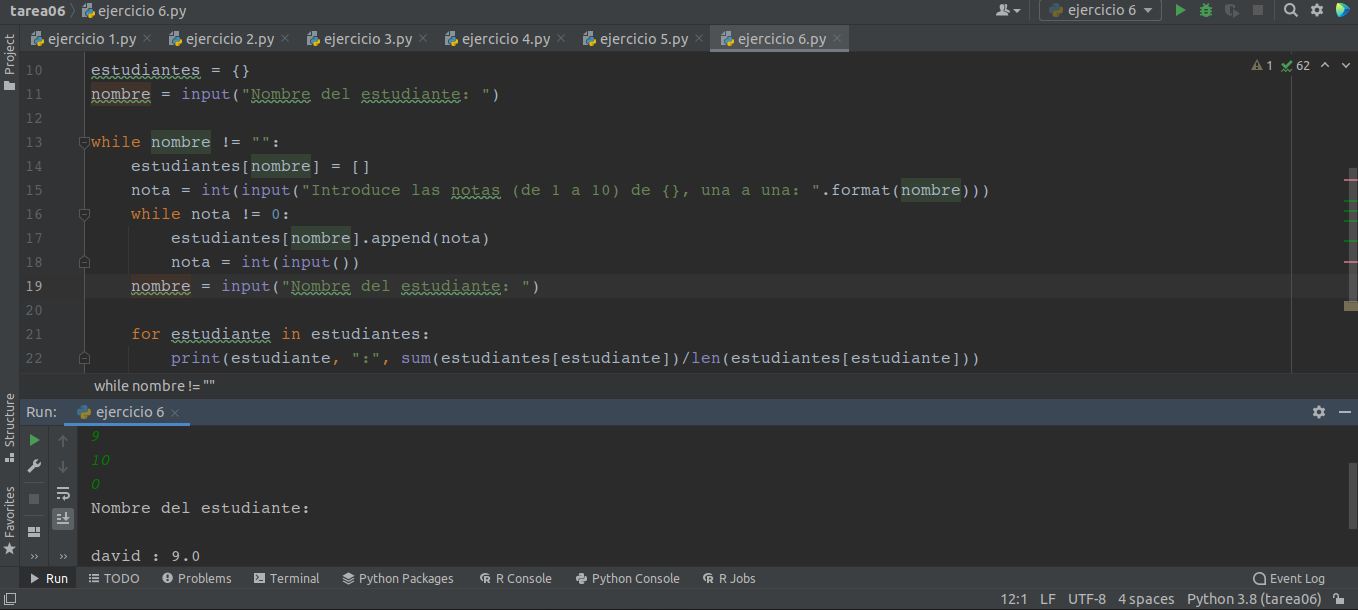 tarea06 ejercicio 6.py ejercicio 6
ejercicio 1.py ejercicio 2.py ejercicio 3.py ejercicio 4.py ejercicio 5.py ejercicio 6.py
Project
10 estudiantes = {}
1 62
11 nombre = input("Nombre del estudiante: ")
12
13 while nombre != "":
14 estudiantes[nombre] = []
15 nota = int(input("Introduce las notas (de 1 a 10) de {}, una a una: ".format(nombre)))
16 while nota != 0:
17 estudiantes[nombre].append(nota)
18 nota = int(input())
19 nombre = input("Nombre del estudiante: ")
20
21 for estudiante in estudiantes:
22 print(estudiante, ":", sum(estudiantes[estudiante])/len(estudiantes[estudiante]))
while nombre != ""
Run: ejercicio 6
Structure
Favorites
9
10
0
Nombre del estudiante:
david : 9.0
Run TODO Problems Terminal Python Packages R Console Python Console R Jobs Event Log
12:1 LF UTF-8 4 spaces Python 3.8 (tarea06)